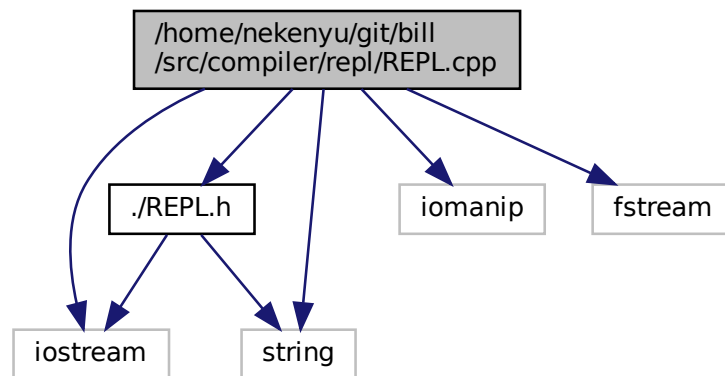 /home/nekenyu/git/bill
/src/compiler/repl/REPL.cpp
./REPL.h
iomanip
fstream
iostream
string